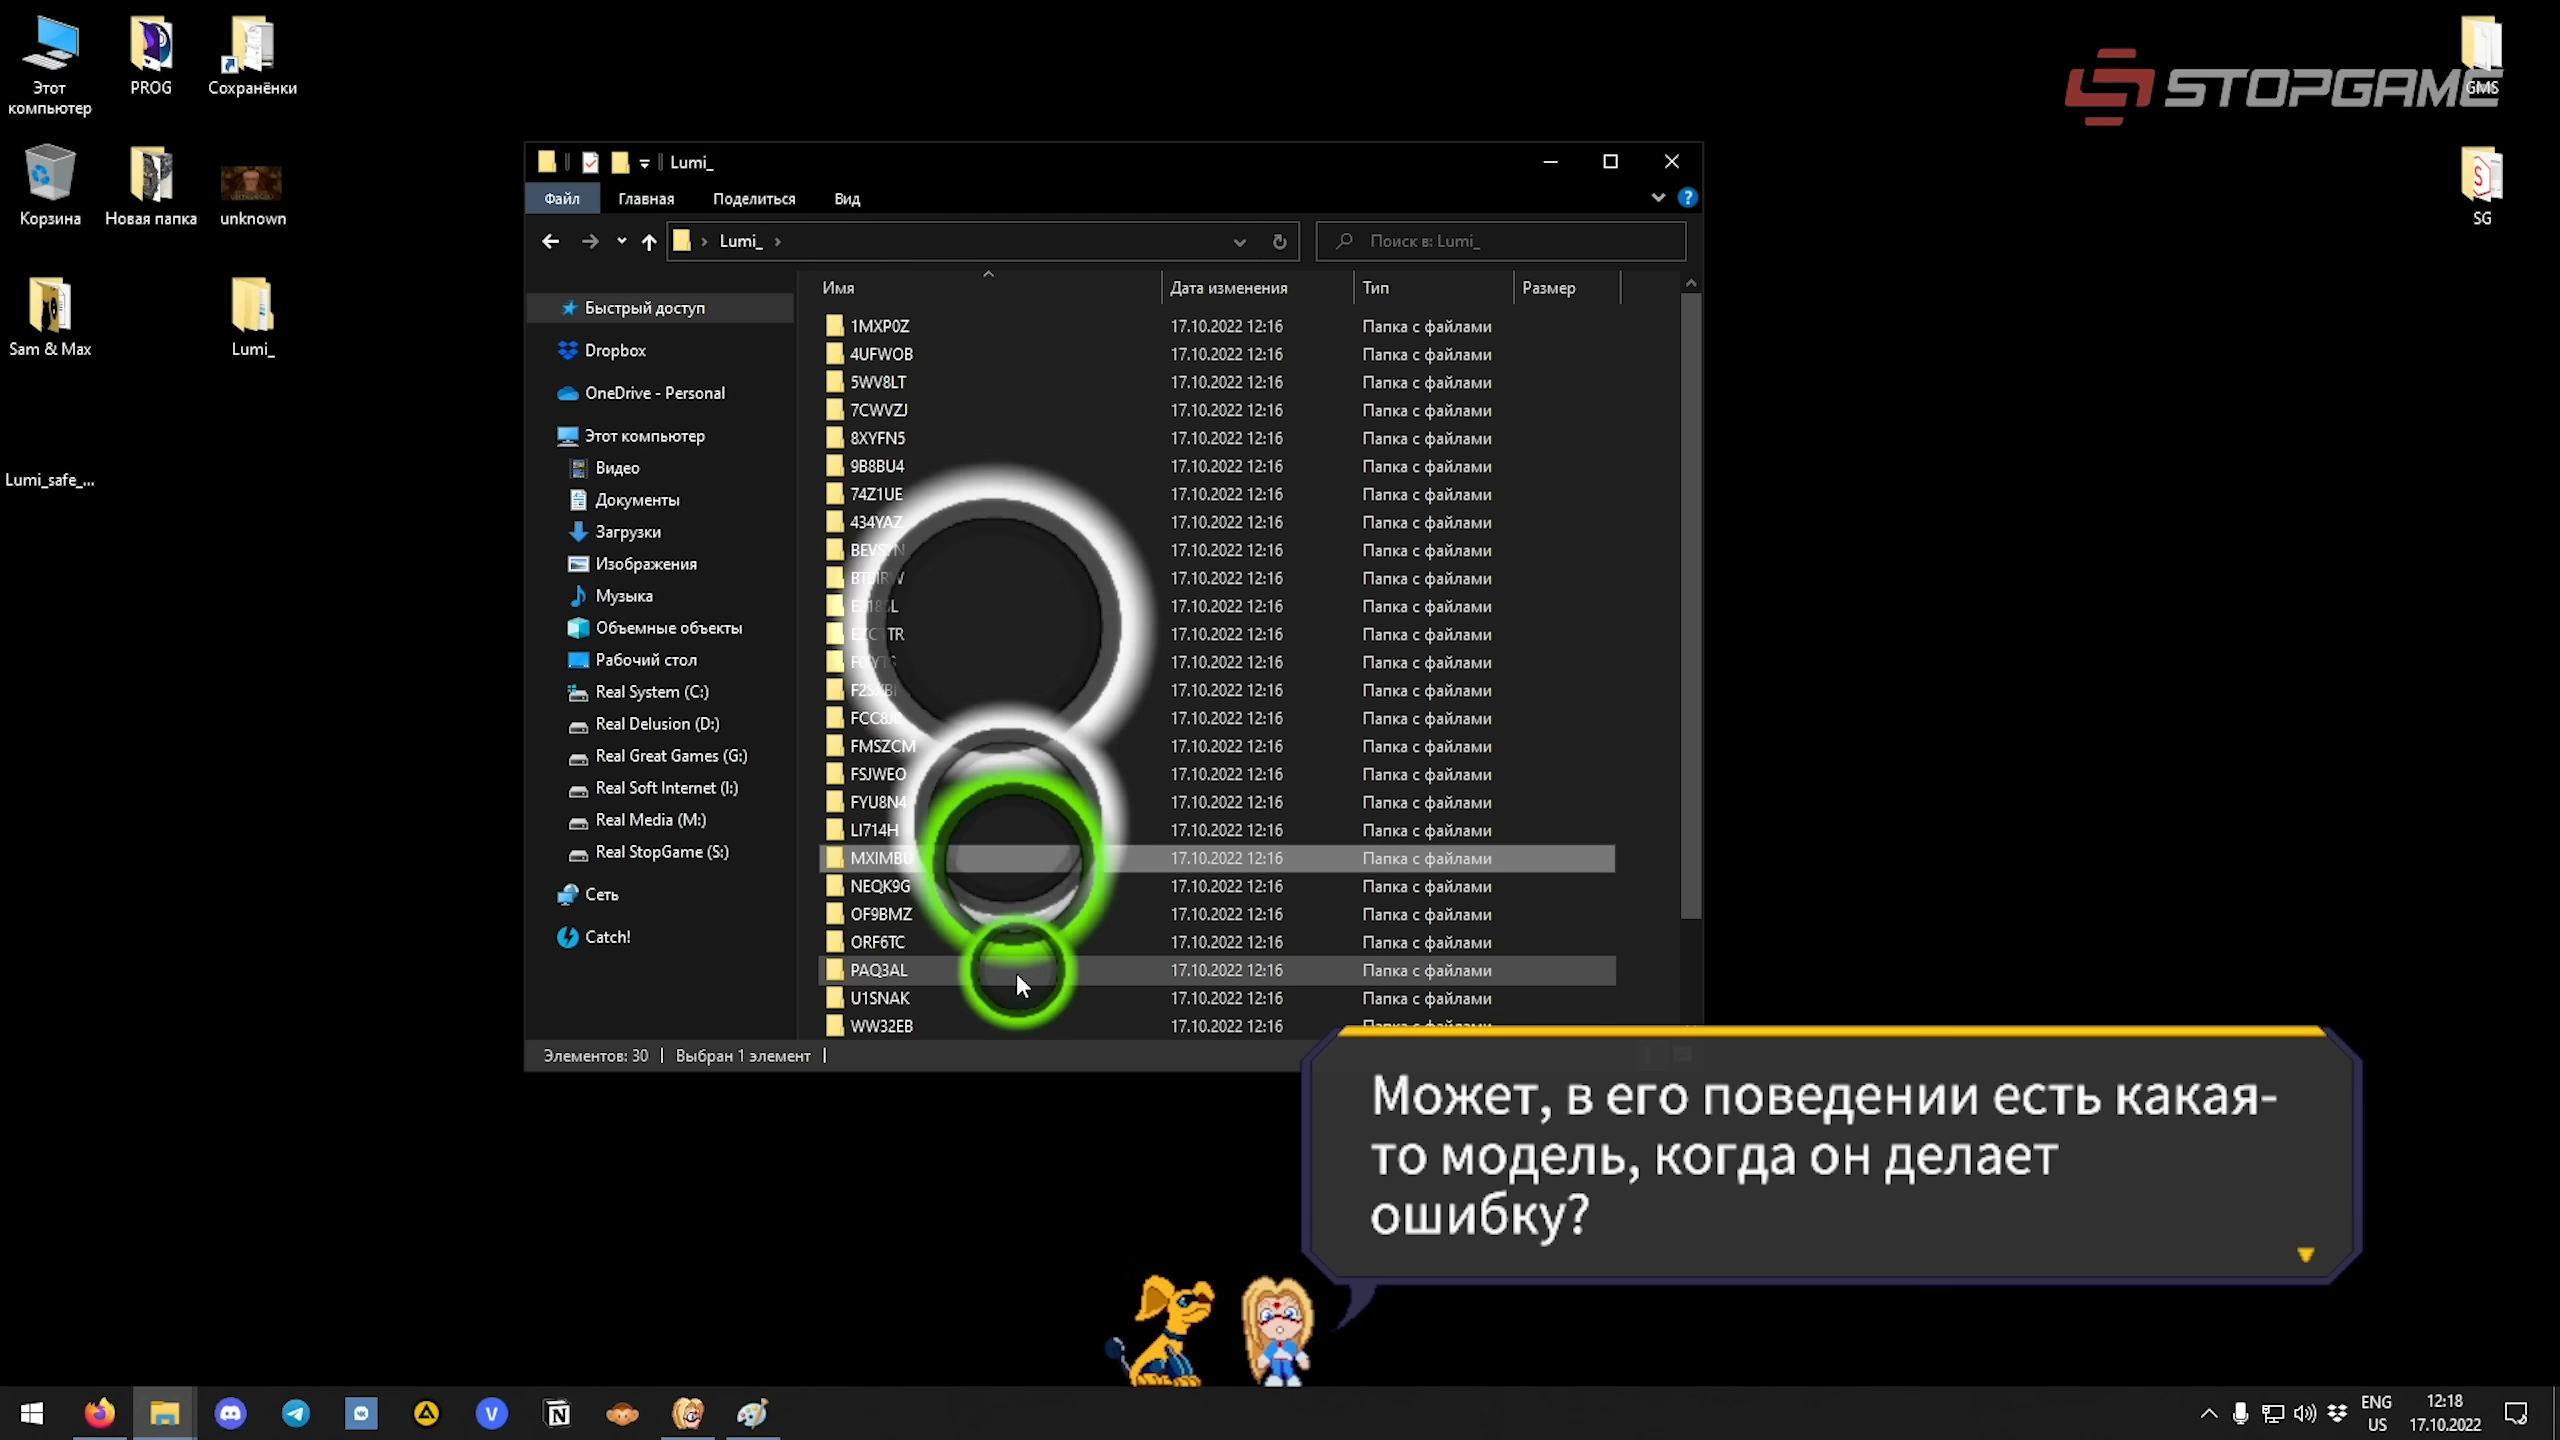 Этот компьютер
PROG
Сохранёнки
Корзина
Новая папка
unknown
Sam & Max
Lumi_
Lumi_safe_...
GMS
SG
STOPGAME
Lumi_
Файл
Главная
Поделиться
Вид
Lumi_
Поиск в: Lumi_
Быстрый доступ
Dropbox
OneDrive - Personal
Этот компьютер
Видео
Документы
Загрузки
Изображения
Музыка
Объемные объекты
Рабочий стол
Real System (C:)
Real Delusion (D:)
Real Great Games (G:)
Real Soft Internet (I:)
Real Media (M:)
Real StopGame (S:)
Сеть
Catch!
Имя Дата изменения Тип Размер
1MXP0Z 17.10.2022 12:16 Папка с файлами
4UFWOB 17.10.2022 12:16 Папка с файлами
5WV8LT 17.10.2022 12:16 Папка с файлами
7CWVZJ 17.10.2022 12:16 Папка с файлами
8XYFN5 17.10.2022 12:16 Папка с файлами
9B8BU4 17.10.2022 12:16 Папка с файлами
74Z1UE 17.10.2022 12:16 Папка с файлами
434YAZ 17.10.2022 12:16 Папка с файлами
17.10.2022 12:16 Папка с файлами
17.10.2022 12:16 Папка с файлами
17.10.2022 12:16 Папка с файлами
17.10.2022 12:16 Папка с файлами
17.10.2022 12:16 Папка с файлами
17.10.2022 12:16 Папка с файлами
17.10.2022 12:16 Папка с файлами
FMSZCM 17.10.2022 12:16 Папка с файлами
FSJWEO 17.10.2022 12:16 Папка с файлами
FYU8N4 17.10.2022 12:16 Папка с файлами
LI714H 17.10.2022 12:16 Папка с файлами
MXIMBU 17.10.2022 12:16 Папка с файлами
NEQK9G 17.10.2022 12:16 Папка с файлами
OF9BMZ 17.10.2022 12:16 Папка с файлами
ORF6TC 17.10.2022 12:16 Папка с файлами
PAQ3AL 17.10.2022 12:16 Папка с файлами
U1SNAK 17.10.2022 12:16 Папка с файлами
WW32EB 17.10.2022 12:16 Папка с файлами
Элементов: 30 Выбран 1 элемент
Может, в его поведении есть какая-
то модель, когда он делает
ошибку?
ENG
US
12:18
17.10.2022